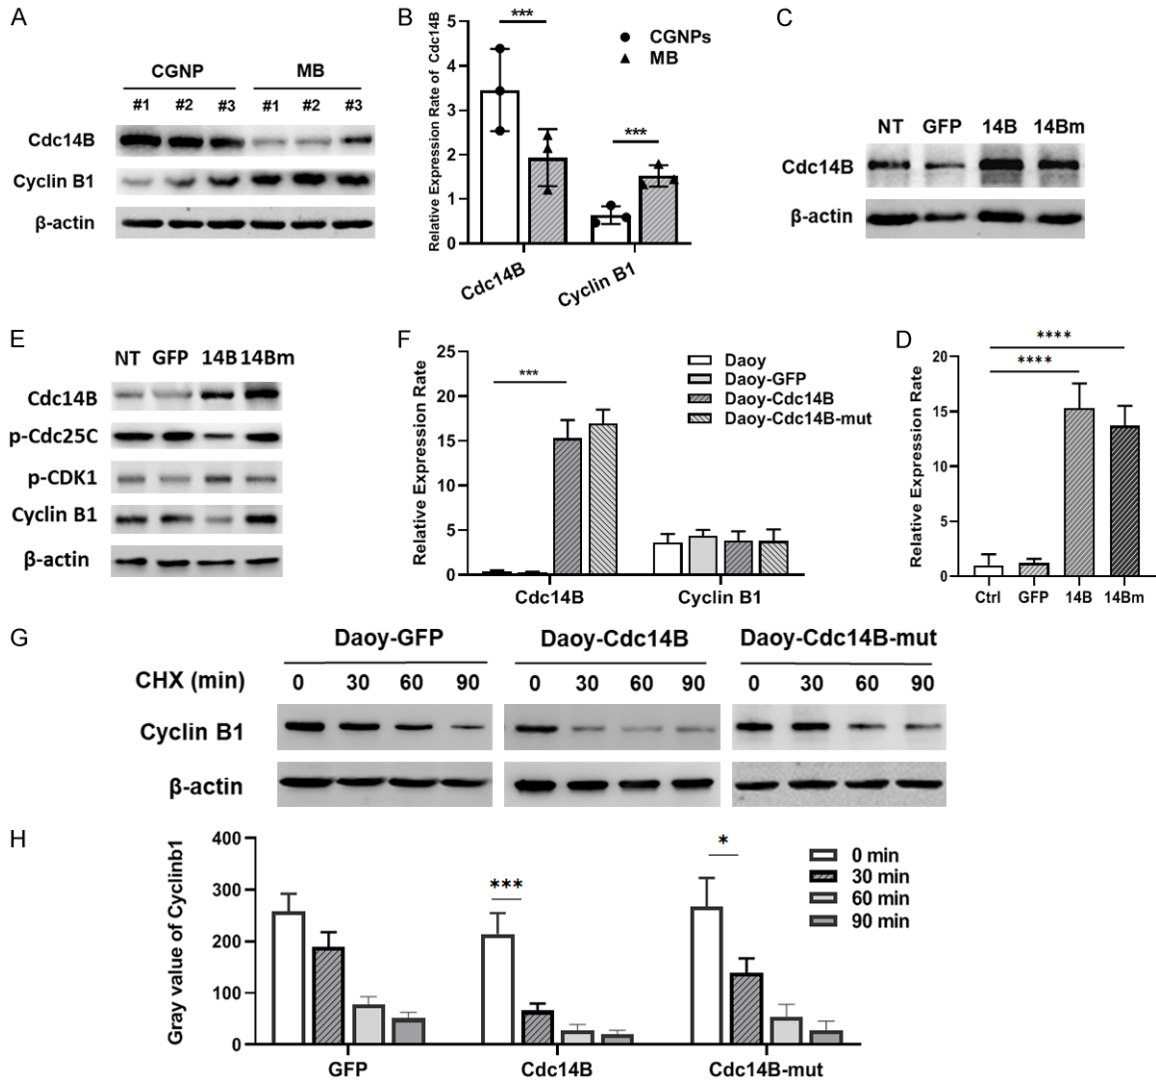 A
CGNP MB
#1 #2 #3 #1 #2 #3
Cdc14B
Cyclin B1
β-actin
B
Relative Expression Rate of Cdc14B
5
4
3
2
1
0
***
***
CGNPs
MB
Cdc14B
Cyclin B1
C
NT GFP 14B 14Bm
Cdc14B
β-actin
E
NT GFP 14B 14Bm
Cdc14B
p-Cdc25C
p-CDK1
Cyclin B1
β-actin
F
Relative Expression Rate
25
20
15
10
5
0
***
Daoy
Daoy-GFP
Daoy-Cdc14B
Daoy-Cdc14B-mut
Cdc14B Cyclin B1
D
Relative Expression Rate
20
15
10
5
0
****
****
Ctrl GFP 14B 14Bm
G
Daoy-GFP Daoy-Cdc14B Daoy-Cdc14B-mut
CHX (min) 0 30 60 90 0 30 60 90 0 30 60 90
Cyclin B1
β-actin
H
Gray value of Cyclinb1
400
300
200
100
0
***
*
0 min
30 min
60 min
90 min
GFP Cdc14B Cdc14B-mut